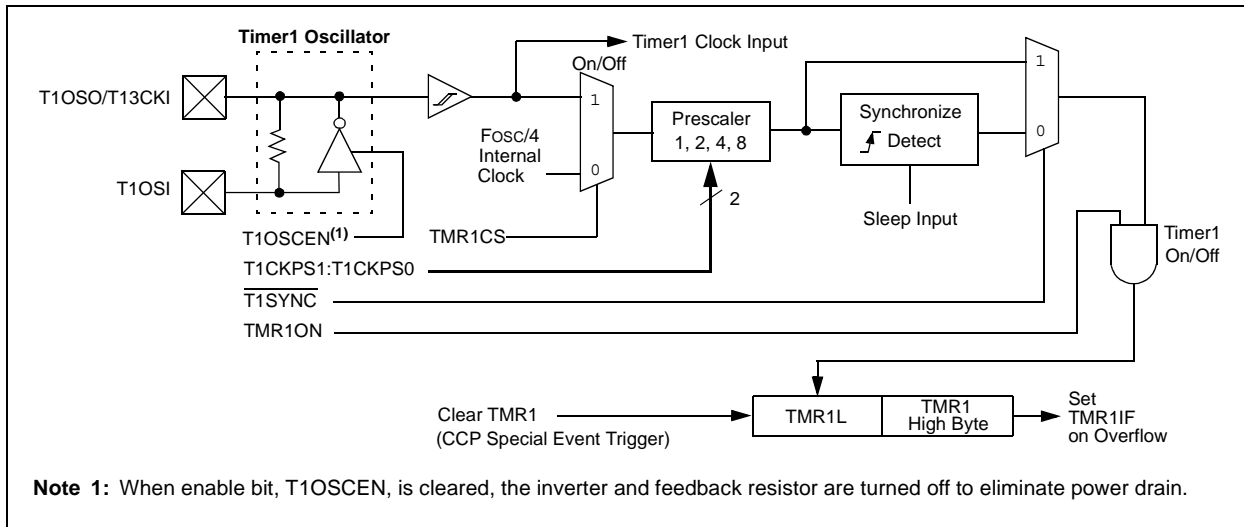 Timer1 Oscillator
Timer1 Clock Input
On/Off
T1OSO/T13CKI
1
FOSC/4
Internal
Clock
0
Prescaler
1, 2, 4, 8
Synchronize
Detect
1
0
T1OSI
2
Sleep Input
T1OSCEN(1)
TMR1CS
Timer1
On/Off
T1CKPS1:T1CKPS0
T1SYNC
TMR1ON
Clear TMR1
(CCP Special Event Trigger)
TMR1L
TMR1
High Byte
Set
TMR1IF
on Overflow
Note 1: When enable bit, T1OSCEN, is cleared, the inverter and feedback resistor are turned off to eliminate power drain.